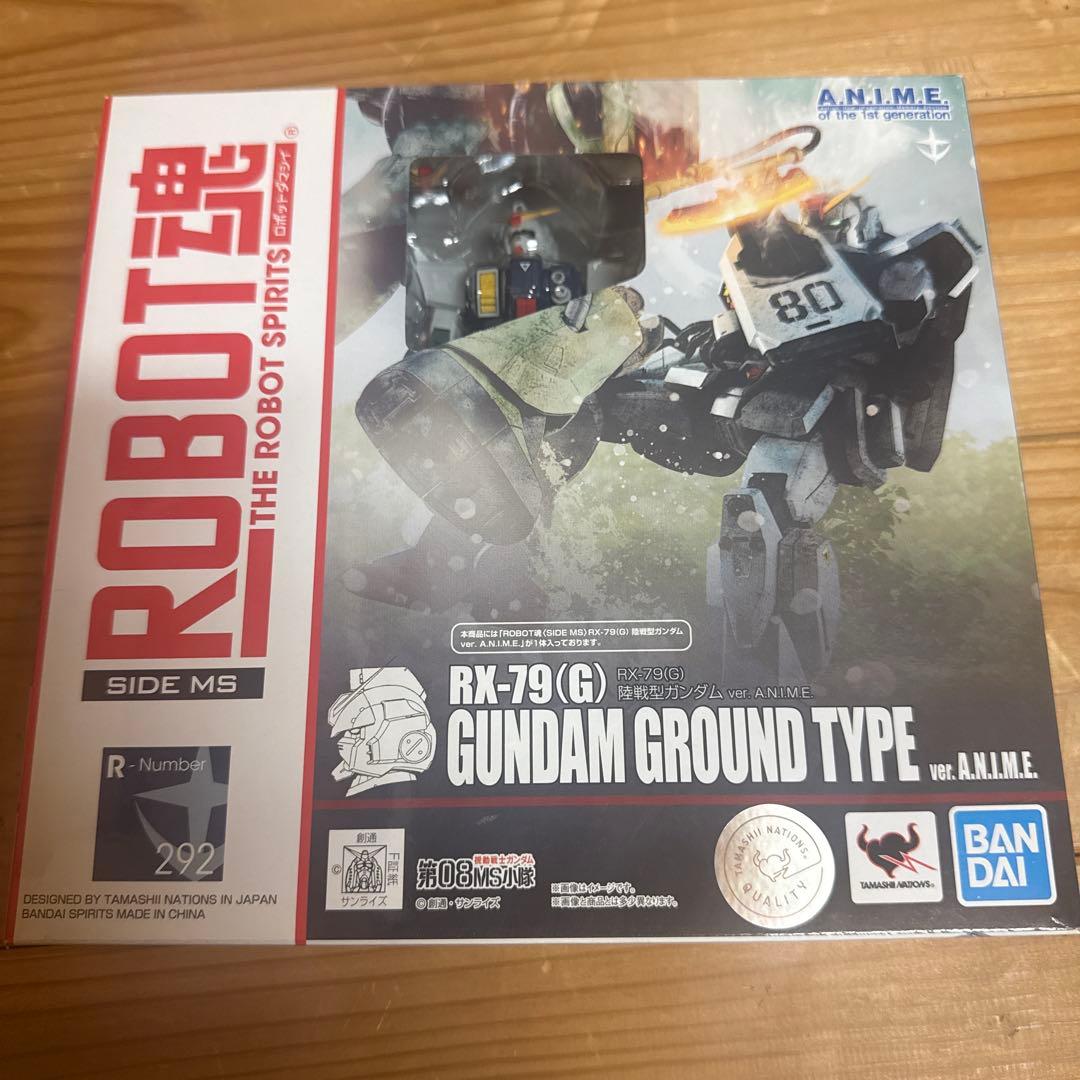 ROBOT魂
ロボットダマシイ
®
THE ROBOT SPIRITS
SIDE MS
R - Number
292
DESIGNED BY TAMASHII NATIONS IN JAPAN
BANDAI SPIRITS MADE IN CHINA
A.N.I.M.E.
of the 1st generation
80
本商品には「ROBOT魂〈SIDE MS〉RX-79(G) 陸戦型ガンダム
ver. A.N.I.M.E.」が1体入っております。
RX-79(G)
RX-79(G)
陸戦型ガンダム ver. A.N.I.M.E.
GUNDAM GROUND TYPE ver. A.N.I.M.E.
創通
サンライズ
©
機動戦士ガンダム
第08MS小隊
©創通・サンライズ
※画像はイメージです。
※画像と商品とは多少異なります。
TAMASHII NATIONS
QUALITY
TAMASHII NATIONS®
BAN
DAI